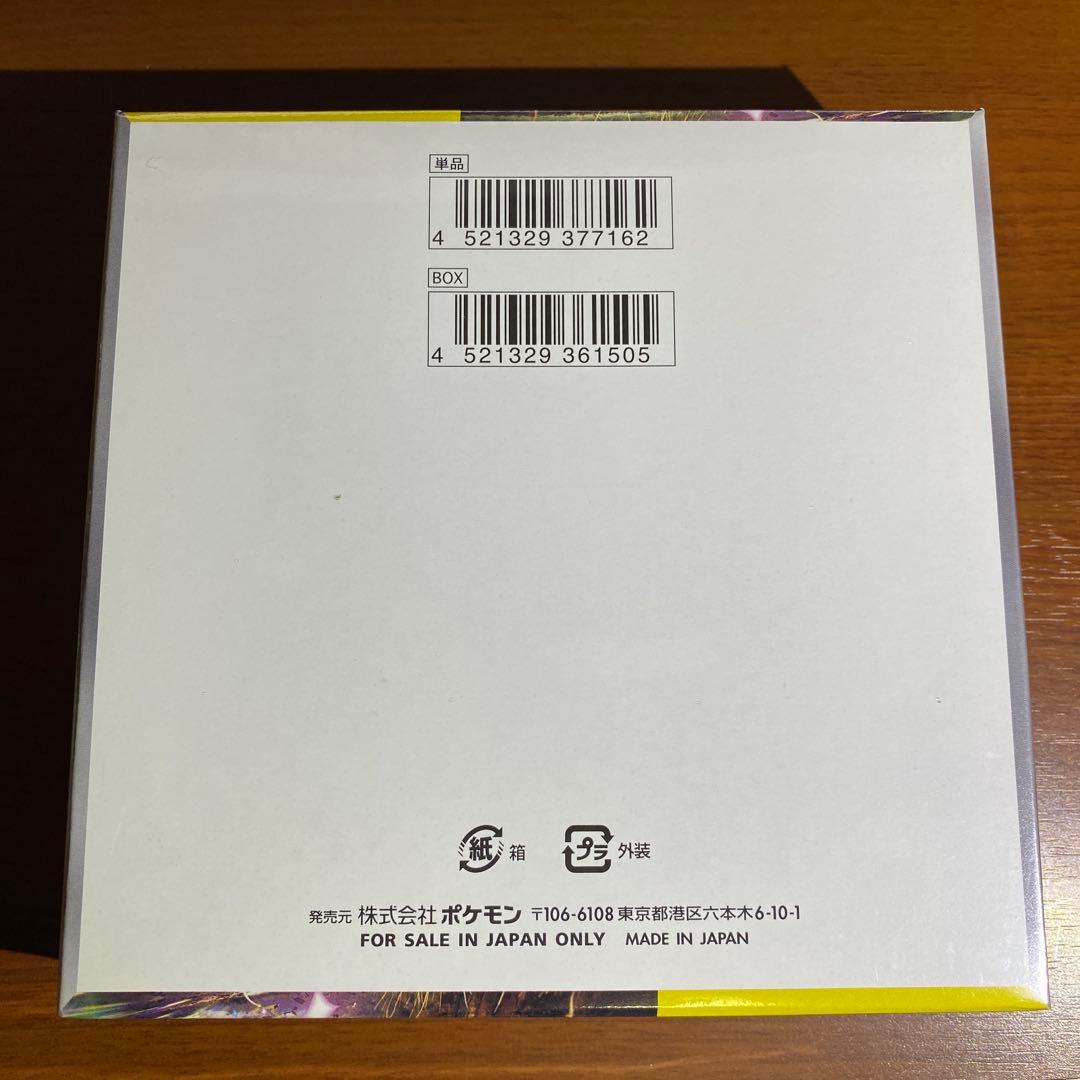 単品
4 521329 377162
BOX
4 521329 361505
紙 箱 プラ 外装
発売元 株式会社 ポケモン 〒106-6108 東京都港区六本木6-10-1
FOR SALE IN JAPAN ONLY MADE IN JAPAN